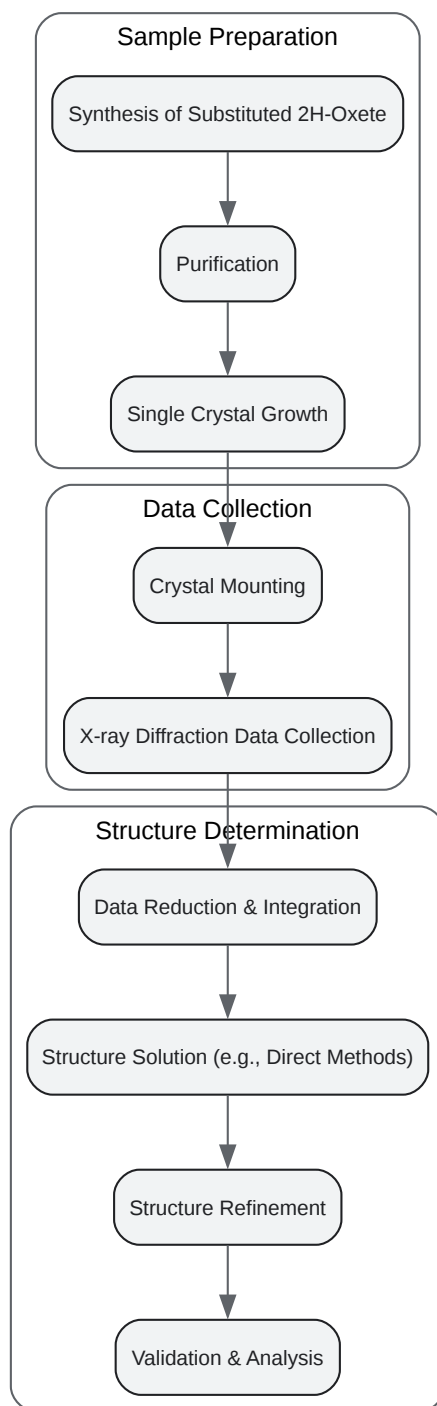 Sample Preparation
Synthesis of Substituted 2H-Oxete
Purification
Single Crystal Growth
Data Collection
Crystal Mounting
X-ray Diffraction Data Collection
Structure Determination
Data Reduction & Integration
Structure Solution (e.g., Direct Methods)
Structure Refinement
Validation & Analysis